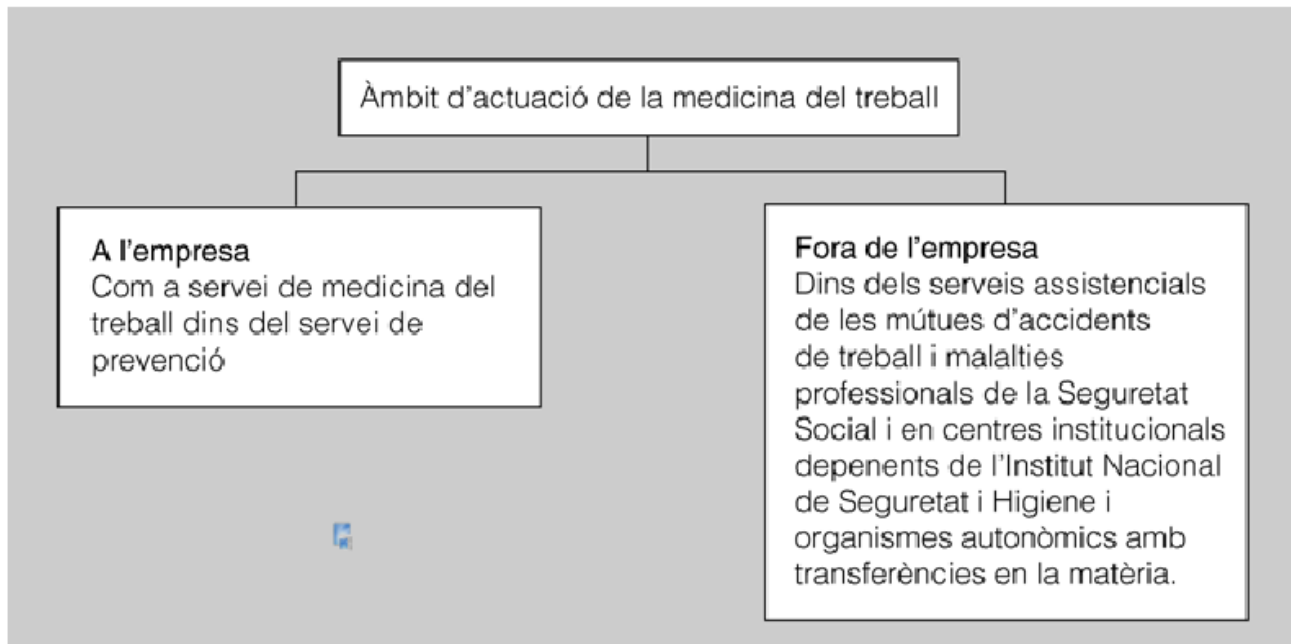 Àmbit d'actuació de la medicina del treball
A l'empresa
Com a servei de medicina del
treball dins del servei de
prevenció
Fora de l'empresa
Dins dels serveis assistencials
de les mútues d'accidents
de treball i malalties
professionals de la Seguretat
Social i en centres institucionals
depenents de l'Institut Nacional
de Seguretat i Higiene i
organismes autonòmics amb
transferències en la matèria.